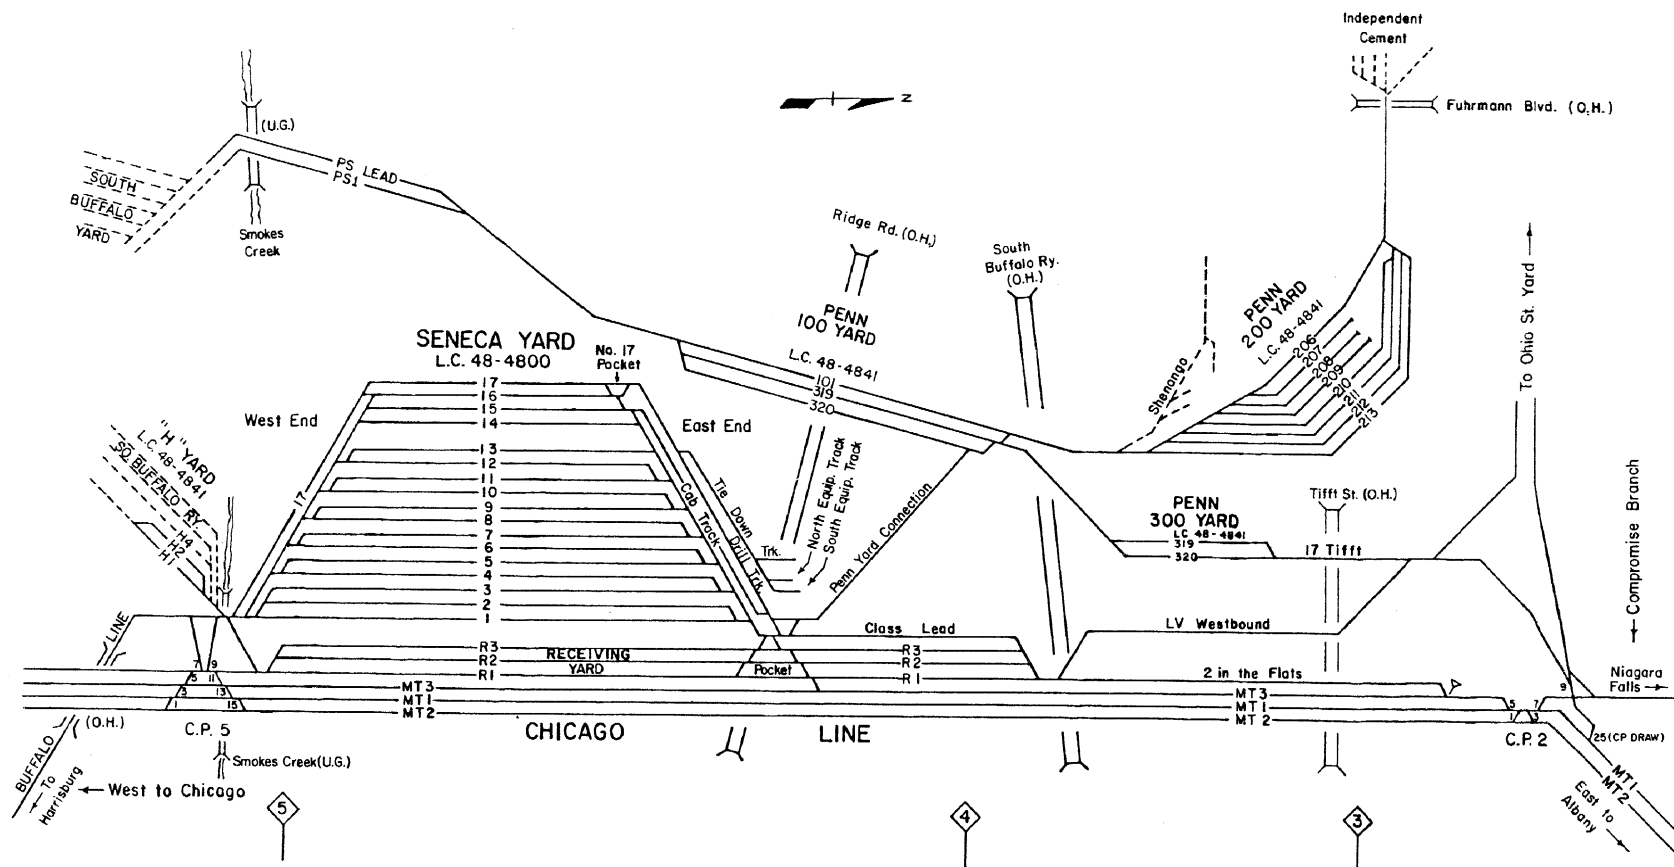 Independent
Cement
Fuhrmann Blvd. (O.H.)
N
(U.G.)
PS LEAD
PS1
SOUTH
BUFFALO
YARD
Smokes
Creek
Ridge Rd. (O.H.)
South
Buffalo Ry.
(O.H.)
To Ohio St. Yard
PENN
100 YARD
L.C. 48-4841
101
319
320
PENN
200 YARD
L.C. 48-4841
206
207
208
209
210
211
212
213
Shenango
SENECA YARD
L.C. 48-4800
No. 17
Pocket
West End
East End
17
16
15
14
13
12
11
10
9
8
7
6
5
4
3
2
1
17
Cab Track
Tie Down
Drill Trk.
Trk.
North Equip. Track
South Equip. Track
Penn Yard Connection
"H" YARD
L.C. 48-4841
SO. BUFFALO RY.
H4
H2
H1
PENN
300 YARD
LC 48-4841
319
320
17 Tifft
Tifft St. (O.H.)
Compromise Branch
LINE
Class Lead
LV Westbound
R3
R2
R1
RECEIVING
YARD
Pocket
R3
R2
R1
2 in the Flats
7
9
5
11
3
13
1
15
MT3
MT1
MT2
MT3
MT1
MT2
5
7
1
3
9
Niagara
Falls
25 (CP DRAW)
(O.H.)
C.P. 5
CHICAGO LINE
C.P. 2
BUFFALO
To
Harrisburg
Smokes Creek (U.G.)
West to Chicago
MT1
MT2
East to
Albany
5
4
3